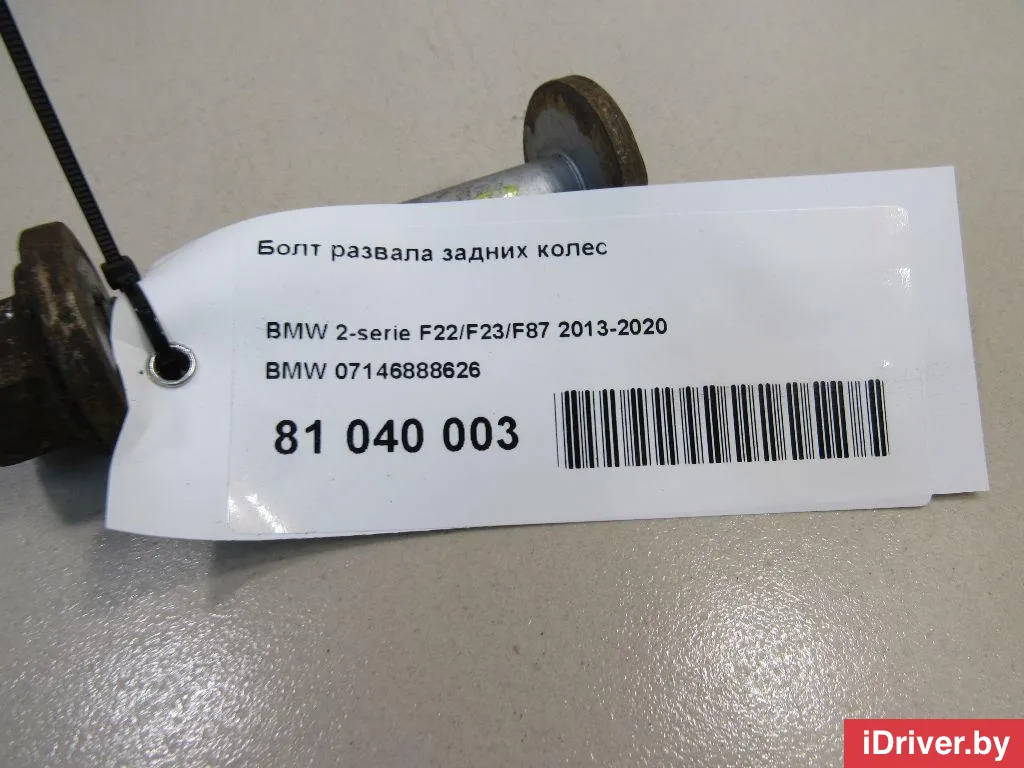 Болт развала задних колес
BMW 2-serie F22/F23/F87 2013-2020
BMW 07146888626
81 040 003
iDriver.by